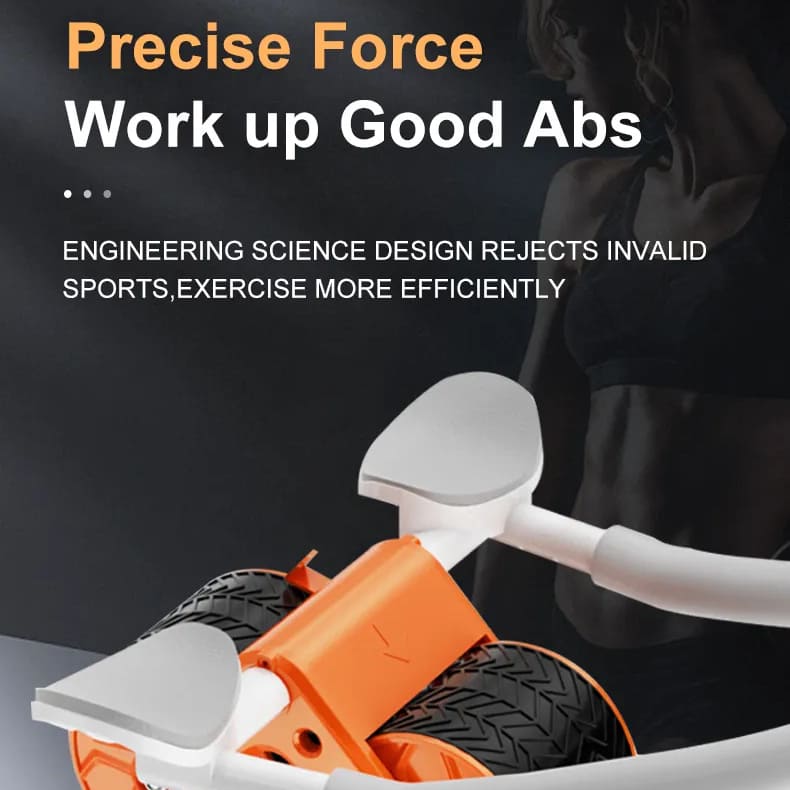 Precise Force
Work up Good Abs
ENGINEERING SCIENCE DESIGN REJECTS INVALID
SPORTS,EXERCISE MORE EFFICIENTLY